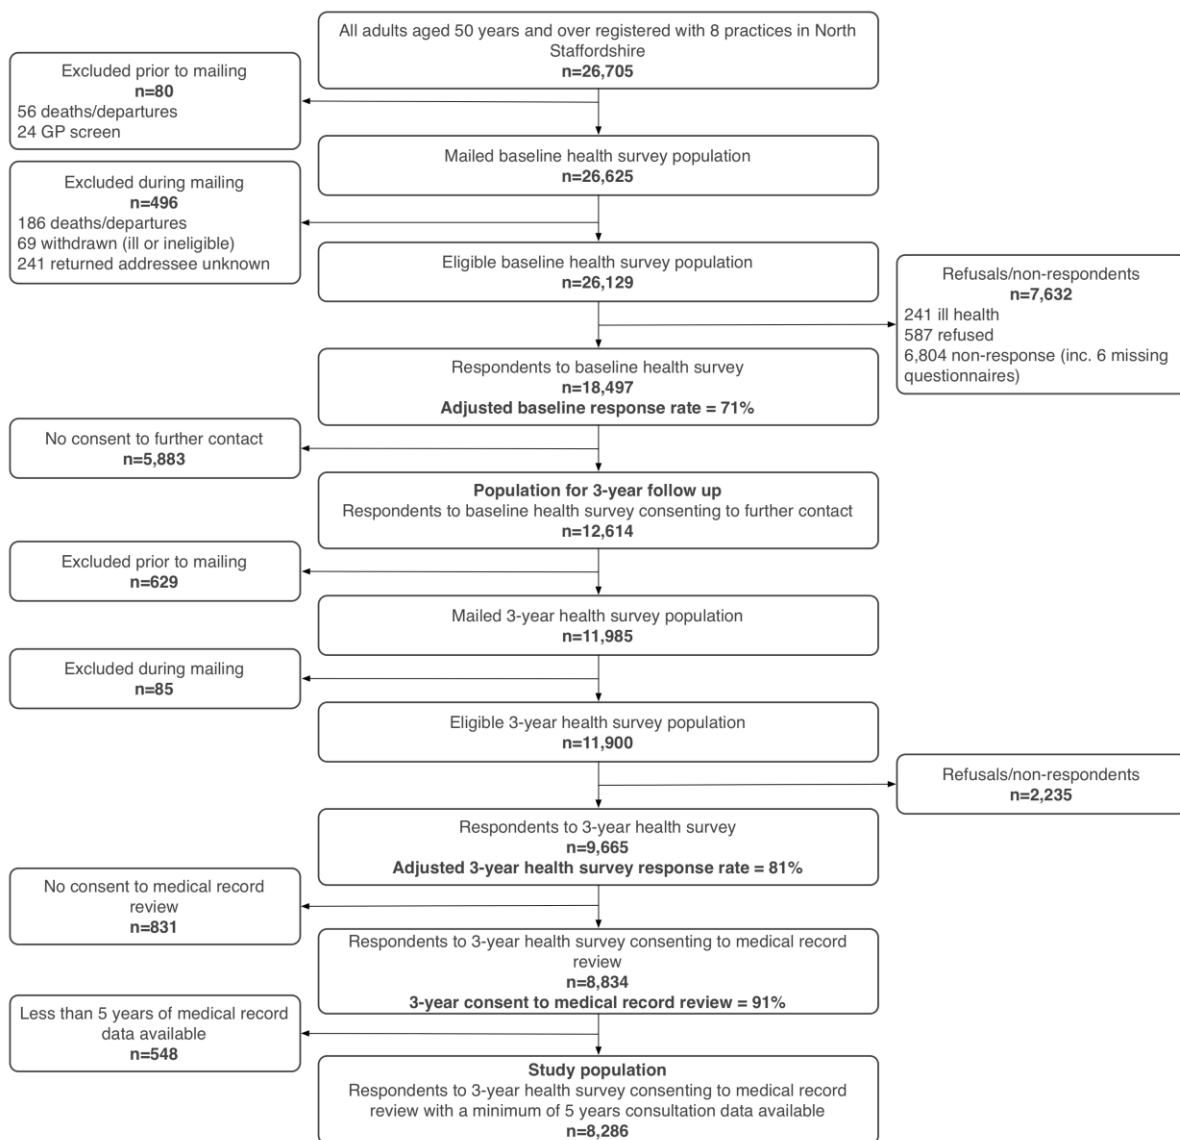 All adults aged 50 years and over registered with 8 practices in North
Staffordshire
n=26,705
Excluded prior to mailing
n=80
56 deaths/departures
24 GP screen
Mailed baseline health survey population
n=26,625
Excluded during mailing
n=496
186 deaths/departures
69 withdrawn (ill or ineligible)
241 returned addressee unknown
Eligible baseline health survey population
n=26,129
Refusals/non-respondents
n=7,632
241 ill health
587 refused
6,804 non-response (inc. 6 missing
questionnaires)
Respondents to baseline health survey
n=18,497
Adjusted baseline response rate = 71%
No consent to further contact
n=5,883
Population for 3-year follow up
Respondents to baseline health survey consenting to further contact
n=12,614
Excluded prior to mailing
n=629
Mailed 3-year health survey population
n=11,985
Excluded during mailing
n=85
Eligible 3-year health survey population
n=11,900
Refusals/non-respondents
n=2,235
Respondents to 3-year health survey
n=9,665
Adjusted 3-year health survey response rate = 81%
No consent to medical record
review
n=831
Respondents to 3-year health survey consenting to medical record
review
n=8,834
3-year consent to medical record review = 91%
Less than 5 years of medical record
data available
n=548
Study population
Respondents to 3-year health survey consenting to medical record
review with a minimum of 5 years consultation data available
n=8,286